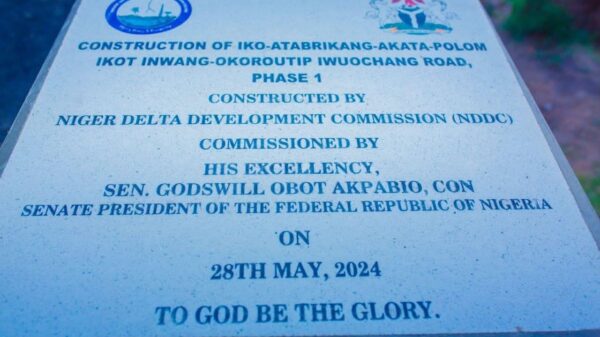 CONSTRUCTION OF IKO-ATABRIKANG-AKATA-POLOM
IKOT INWANG-OKOROUTIP IWUOCHANG ROAD,
PHASE 1
CONSTRUCTED BY
NIGER DELTA DEVELOPMENT COMMISSION (NDDC)
COMMISSIONED BY
HIS EXCELLENCY,
SEN. GODSWILL OBOT AKPABIO, CON
SENATE PRESIDENT OF THE FEDERAL REPUBLIC OF NIGERIA
ON
28TH MAY, 2024
TO GOD BE THE GLORY.